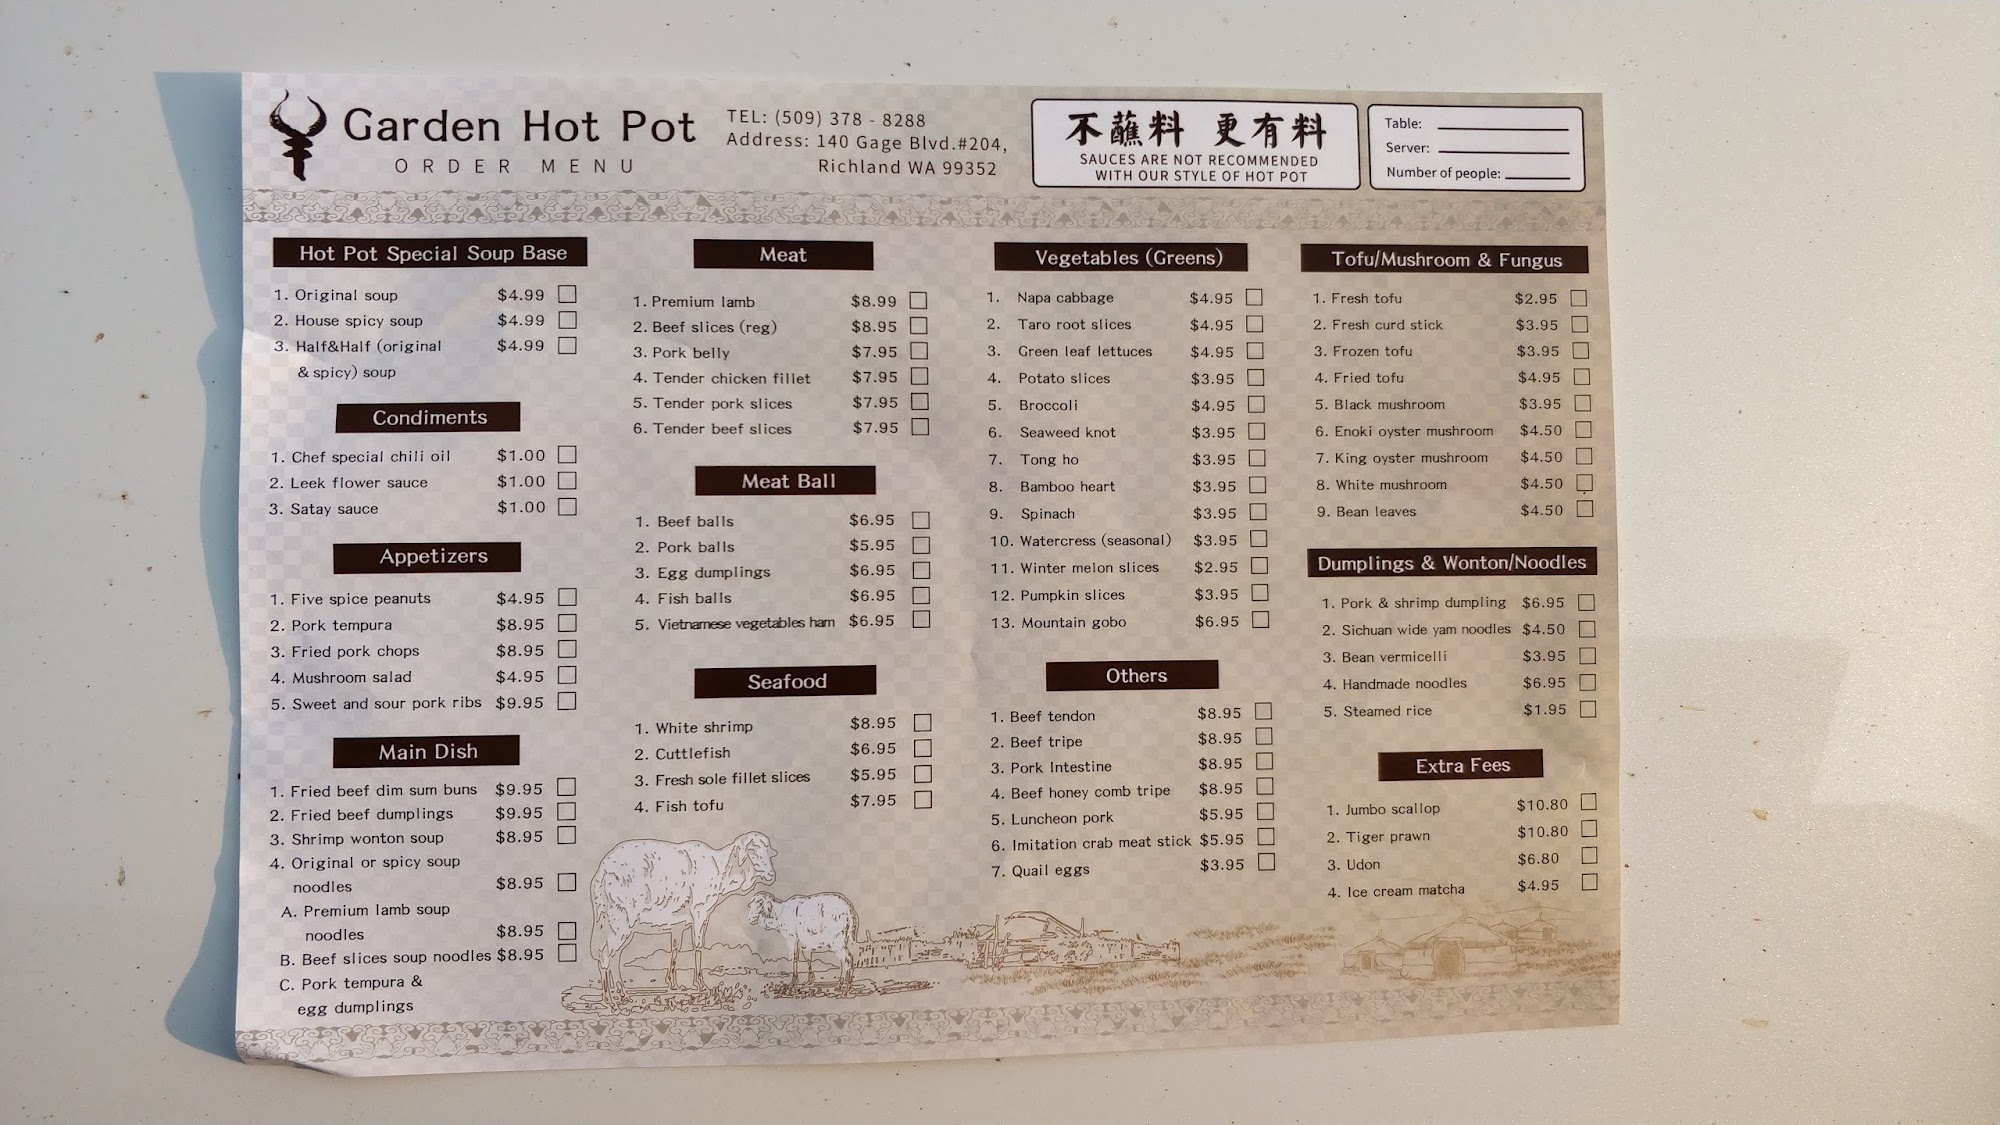 Garden Hot Pot
ORDER MENU
TEL: (509) 378 - 8288
Address: 140 Gage Blvd.#204,
Richland WA 99352
不蘸料 更有料
SAUCES ARE NOT RECOMMENDED
WITH OUR STYLE OF HOT POT
Table:
Server:
Number of people:
Hot Pot Special Soup Base
1. Original soup $4.99
2. House spicy soup $4.99
3. Half&Half (original $4.99
& spicy) soup
Condiments
1. Chef special chili oil $1.00
2. Leek flower sauce $1.00
3. Satay sauce $1.00
Appetizers
1. Five spice peanuts $4.95
2. Pork tempura $8.95
3. Fried pork chops $8.95
4. Mushroom salad $4.95
5. Sweet and sour pork ribs $9.95
Main Dish
1. Fried beef dim sum buns $9.95
2. Fried beef dumplings $9.95
3. Shrimp wonton soup $8.95
4. Original or spicy soup
noodles $8.95
A. Premium lamb soup
noodles $8.95
B. Beef slices soup noodles $8.95
C. Pork tempura &
egg dumplings
Meat
1. Premium lamb $8.99
2. Beef slices (reg) $8.95
3. Pork belly $7.95
4. Tender chicken fillet $7.95
5. Tender pork slices $7.95
6. Tender beef slices $7.95
Meat Ball
1. Beef balls $6.95
2. Pork balls $5.95
3. Egg dumplings $6.95
4. Fish balls $6.95
5. Vietnamese vegetables ham $6.95
Seafood
1. White shrimp $8.95
2. Cuttlefish $6.95
3. Fresh sole fillet slices $5.95
4. Fish tofu $7.95
Vegetables (Greens)
1. Napa cabbage $4.95
2. Taro root slices $4.95
3. Green leaf lettuces $4.95
4. Potato slices $3.95
5. Broccoli $4.95
6. Seaweed knot $3.95
7. Tong ho $3.95
8. Bamboo heart $3.95
9. Spinach $3.95
10. Watercress (seasonal) $3.95
11. Winter melon slices $2.95
12. Pumpkin slices $3.95
13. Mountain gobo $6.95
Others
1. Beef tendon $8.95
2. Beef tripe $8.95
3. Pork Intestine $8.95
4. Beef honey comb tripe $8.95
5. Luncheon pork $5.95
6. Imitation crab meat stick $5.95
7. Quail eggs $3.95
Tofu/Mushroom & Fungus
1. Fresh tofu $2.95
2. Fresh curd stick $3.95
3. Frozen tofu $3.95
4. Fried tofu $4.95
5. Black mushroom $3.95
6. Enoki oyster mushroom $4.50
7. King oyster mushroom $4.50
8. White mushroom $4.50
9. Bean leaves $4.50
Dumplings & Wonton/Noodles
1. Pork & shrimp dumpling $6.95
2. Sichuan wide yam noodles $4.50
3. Bean vermicelli $3.95
4. Handmade noodles $6.95
5. Steamed rice $1.95
Extra Fees
1. Jumbo scallop $10.80
2. Tiger prawn $10.80
3. Udon $6.80
4. Ice cream matcha $4.95